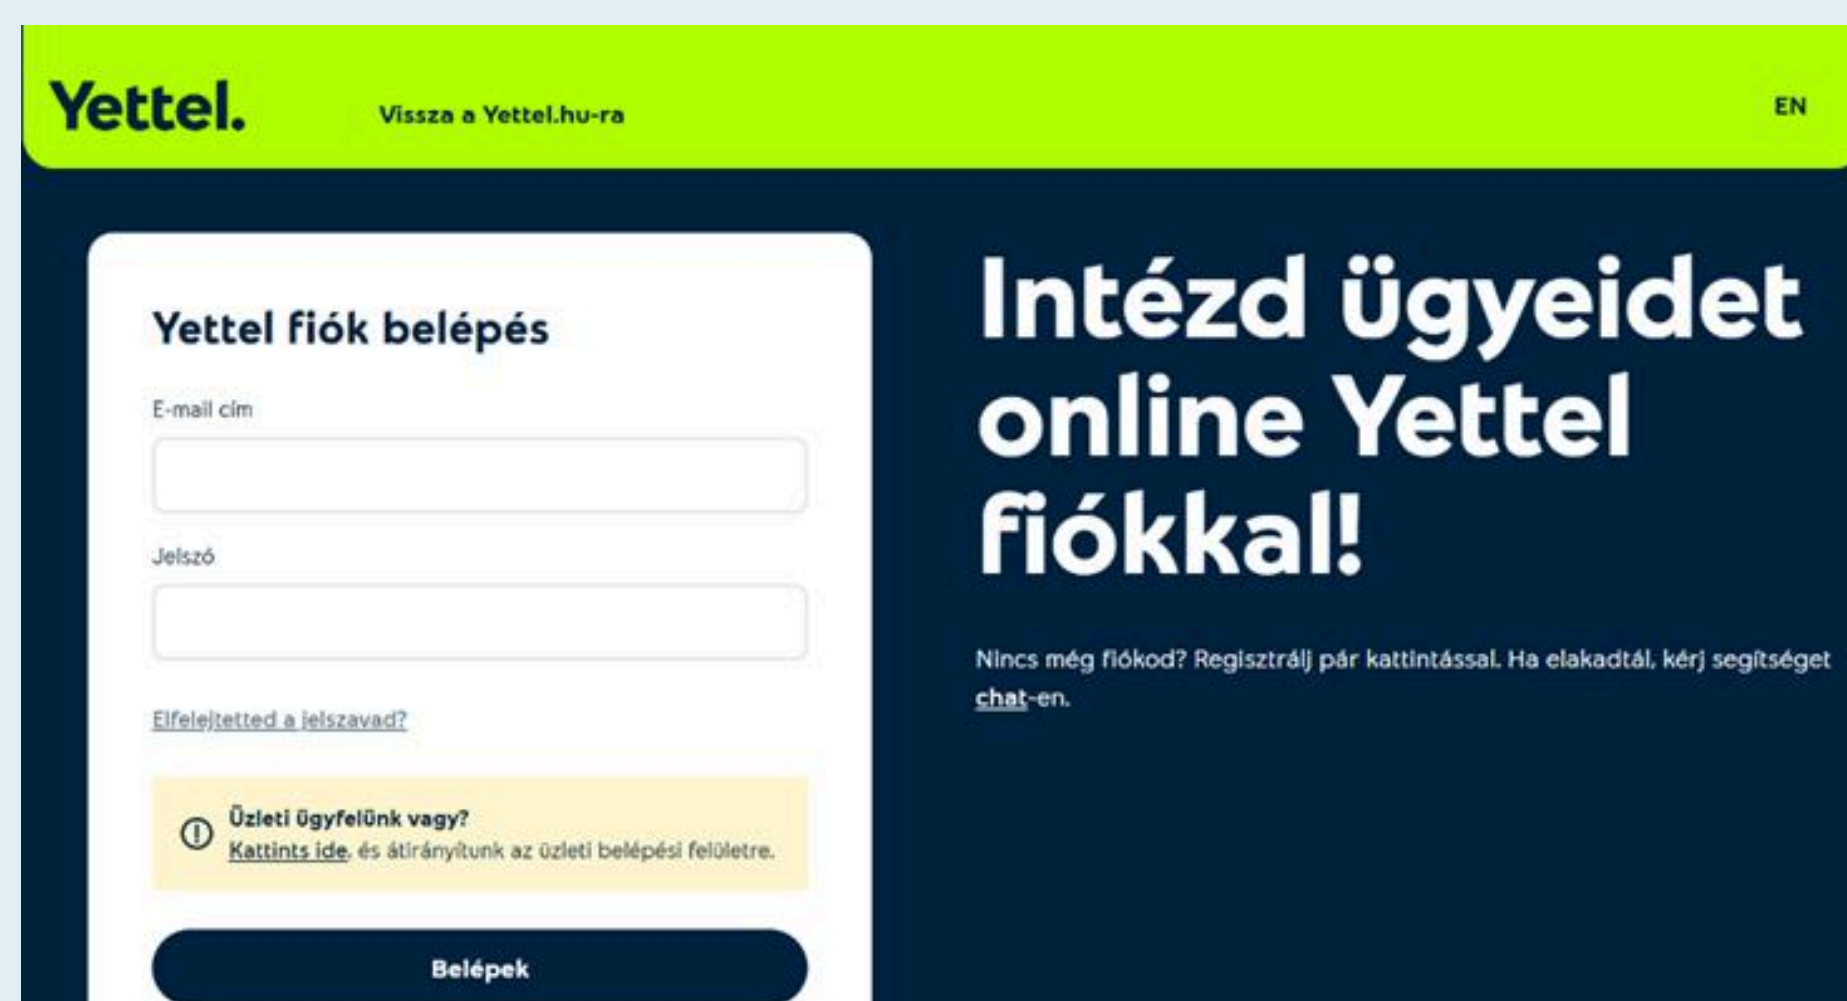 Yettel.
Vissza a Yettel.hu-ra
EN
Yettel fiók belépés
E-mail cím
Jelszó
Elfelejtetted a jelszavad?
Üzleti ügyfelünk vagy?
Kattints ide, és átirányítunk az üzleti belépési felületre.
Belépek
Intézd ügyeidet
online Yettel
fiókkal!
Nincs még fiókod? Regisztrálj pár kattintással. Ha elakadtál, kérj segítséget
chat-en.